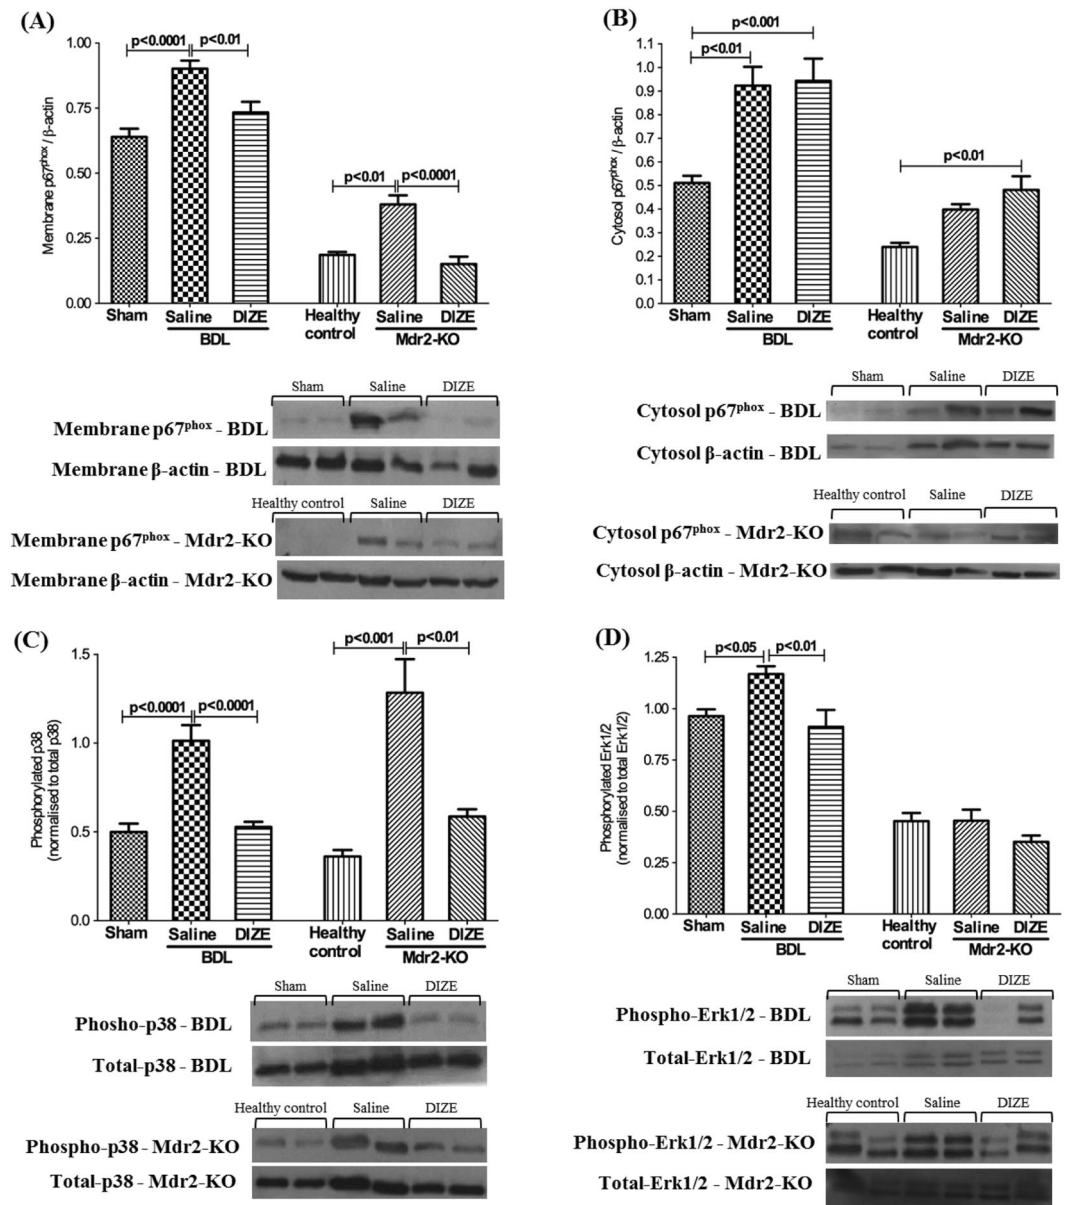 (A)
p<0.0001
p<0.01
1.00
0.75
0.50
0.25
0.00
Membrane p67phox / β-actin
p<0.01
p<0.0001
Sham
Saline
DIZE
BDL
Healthy
control
Saline
DIZE
Mdr2-KO
Sham
Saline
DIZE
Membrane p67phox - BDL
Membrane β-actin - BDL
Healthy control
Saline
DIZE
Membrane p67phox - Mdr2-KO
Membrane β-actin - Mdr2-KO
(B)
p<0.001
p<0.01
1.1
1.0
0.9
0.8
0.7
0.6
0.5
0.4
0.3
0.2
0.1
0.0
Cytosol p67phox / β-actin
p<0.01
Sham
Saline
DIZE
BDL
Healthy
control
Saline
DIZE
Mdr2-KO
Sham
Saline
DIZE
Cytosol p67phox - BDL
Cytosol β-actin - BDL
Healthy control
Saline
DIZE
Cytosol p67phox - Mdr2-KO
Cytosol β-actin - Mdr2-KO
(C)
p<0.001
p<0.01
p<0.0001
p<0.0001
1.5
1.0
0.5
0.0
Phosphorylated p38
(normalised to total p38)
Sham
Saline
DIZE
BDL
Healthy
control
Saline
DIZE
Mdr2-KO
Sham
Saline
DIZE
Phosho-p38 - BDL
Total-p38 - BDL
Healthy control
Saline
DIZE
Phospho-p38 - Mdr2-KO
Total-p38 - Mdr2-KO
(D)
p<0.05
p<0.01
1.25
1.00
0.75
0.50
0.25
0.00
Phosphorylated Erk1/2
(normalised to total Erk1/2)
Sham
Saline
DIZE
BDL
Healthy
control
Saline
DIZE
Mdr2-KO
Sham
Saline
DIZE
Phospho-Erk1/2 - BDL
Total-Erk1/2 - BDL
Healthy control
Saline
DIZE
Phospho-Erk1/2 - Mdr2-KO
Total-Erk1/2 - Mdr2-KO